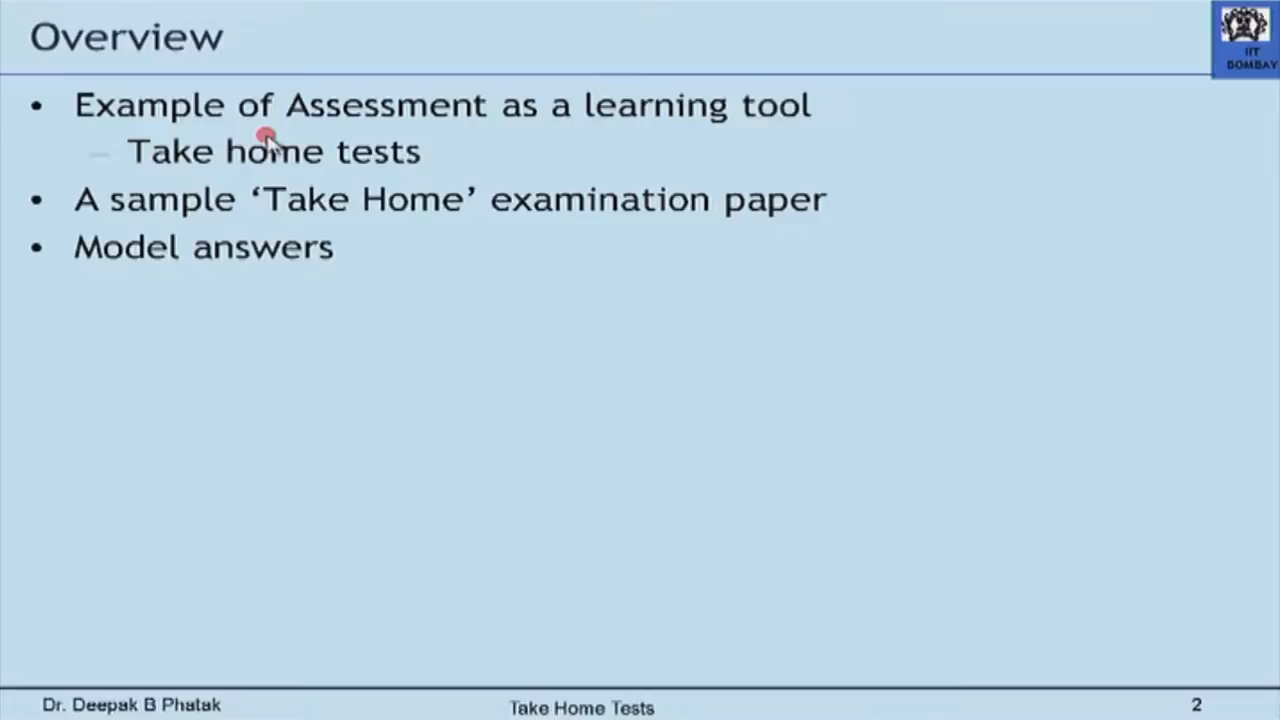 Overview
IIT
BOMBAY
• Example of Assessment as a learning tool
– Take home tests
• A sample ‘Take Home’ examination paper
• Model answers
Dr. Deepak B Phatak
Take Home Tests
2